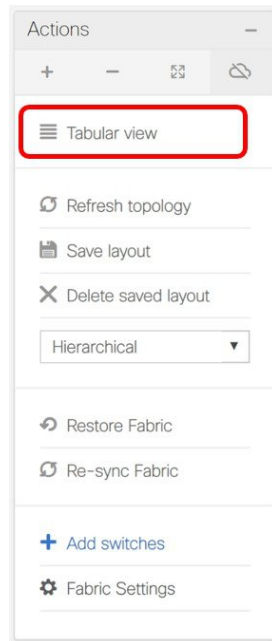 Actions
Tabular view
Refresh topology
Save layout
Delete saved layout
Hierarchical
Restore Fabric
Re-sync Fabric
Add switches
Fabric Settings